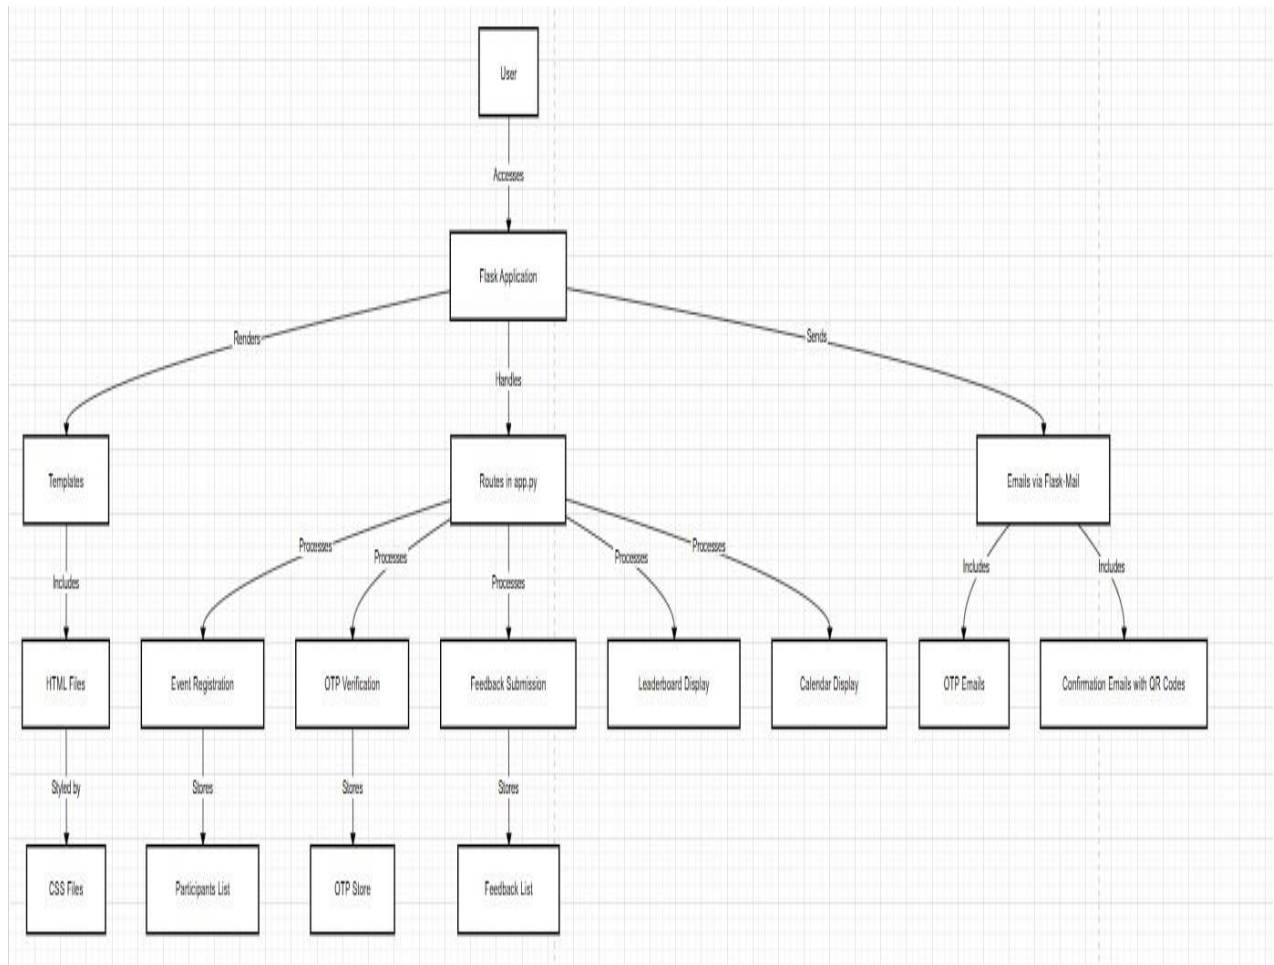 User
Accesses
Flask Application
Renders
Sends
Handles
Templates
Routes in app.py
Emails via Flask-Mail
Processes
Processes
Processes
Processes
Processes
Includes
Includes
Includes
HTML Files
Event Registration
OTP Verification
Feedback Submission
Leaderboard Display
Calendar Display
OTP Emails
Confirmation Emails with QR Codes
Styled by
Stores
Stores
Stores
CSS Files
Participants List
OTP Store
Feedback List